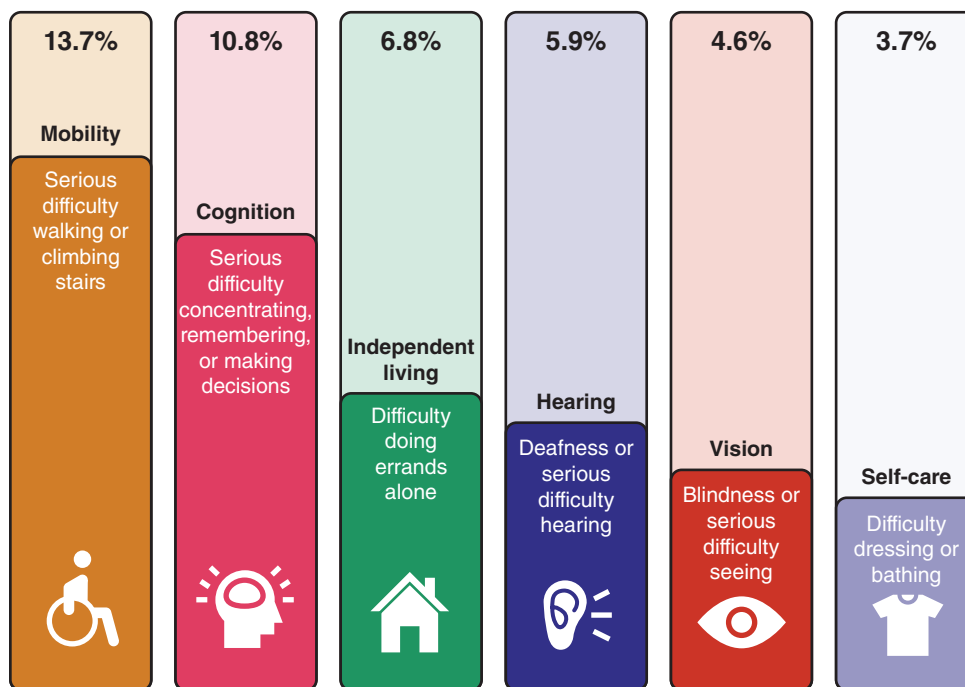 13.7%
Mobility
Serious
difficulty
walking or
climbing
stairs
10.8%
Cognition
Serious
difficulty
concentrating,
remembering,
or making
decisions
6.8%
Independent
living
Difficulty
doing
errands
alone
5.9%
Hearing
Deafness or
serious
difficulty
hearing
4.6%
Vision
Blindness or
serious
difficulty
seeing
3.7%
Self-care
Difficulty
dressing or
bathing